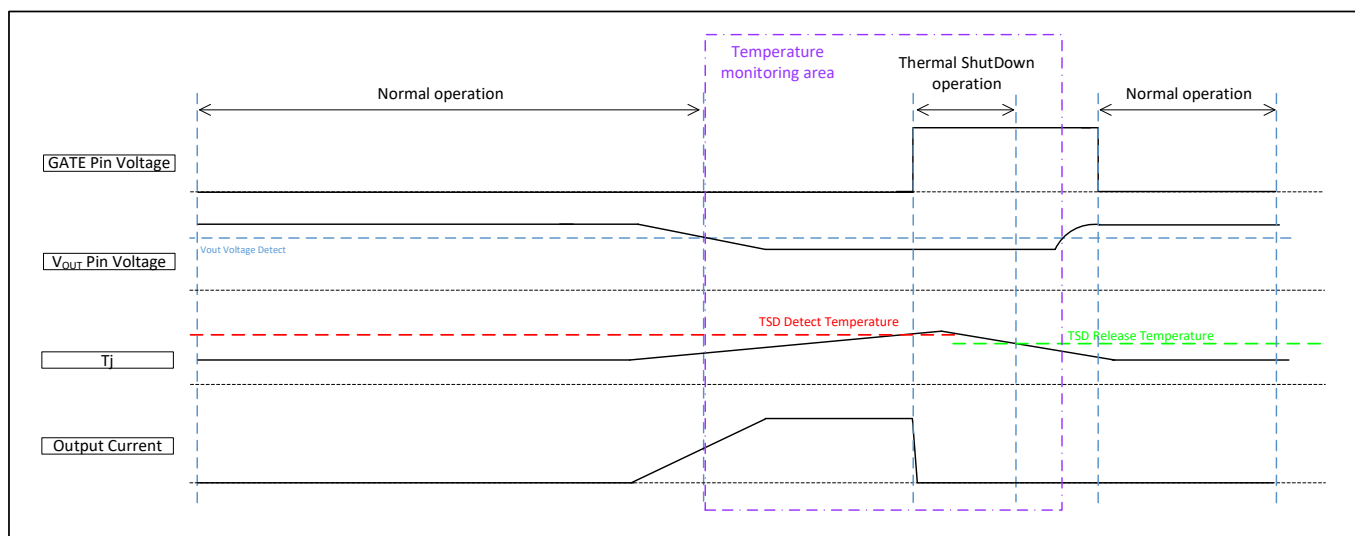 Temperature
monitoring area
Thermal ShutDown
operation
Normal operation
Normal operation
GATE Pin Voltage
Vout Voltage Detect
VOUT Pin Voltage
TSD Detect Temperature
TSD Release Temperature
Tj
Output Current